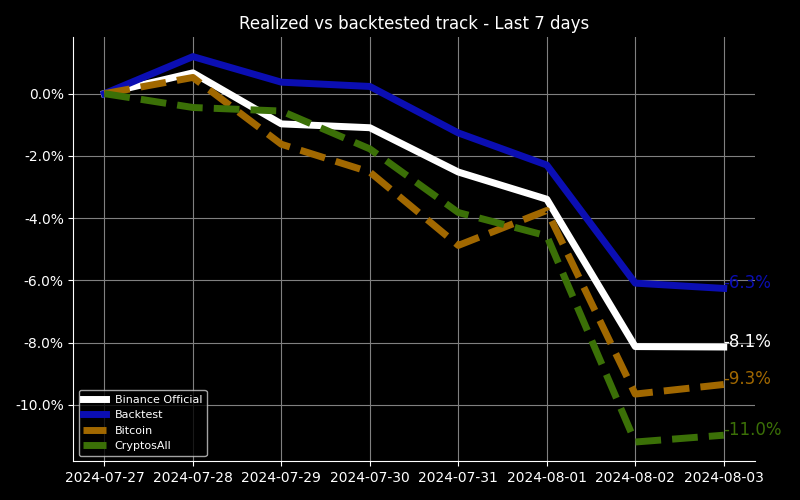 Realized vs backtested track - Last 7 days
0.0%
-2.0%
-4.0%
-6.0%
-8.0%
-10.0%
-6.3%
-8.1%
-9.3%
-11.0%
Binance Official
Backtest
Bitcoin
CryptosAll
2024-07-27 2024-07-28 2024-07-29 2024-07-30 2024-07-31 2024-08-01 2024-08-02 2024-08-03